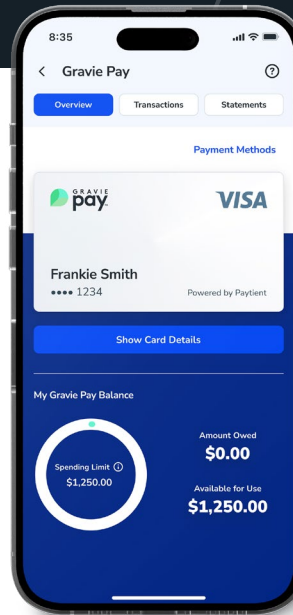 8:35
Gravie Pay
Overview
Transactions
Statements
Payment Methods
GRAVIE
pay
VISA
Frankie Smith
•••• 1234
Powered by Paytient
Show Card Details
My Gravie Pay Balance
Spending Limit
$1,250.00
Amount Owed
$0.00
Available for Use
$1,250.00